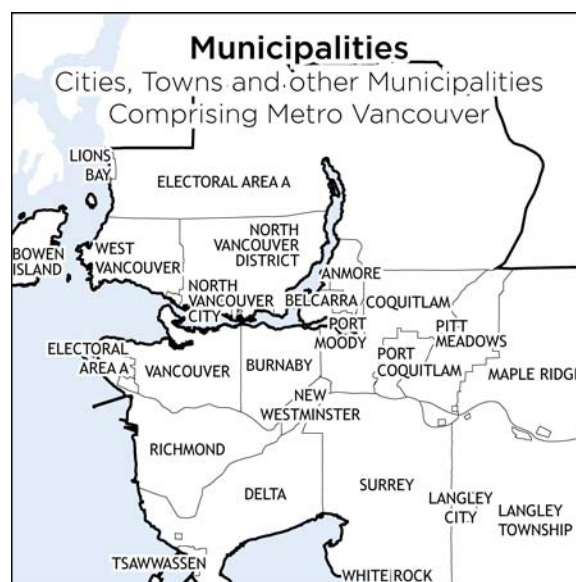 Municipalities
Cities, Towns and other Municipalities
Comprising Metro Vancouver
LIONS
BAY
ELECTORAL AREA A
BOWEN
ISLAND
WEST
VANCOUVER
NORTH
VANCOUVER
DISTRICT
NORTH
VANCOUVER
CITY
ANMORE
BELCARRA
COQUITLAM
PORT
MOODY
PITT
MEADOWS
PORT
COQUITLAM
MAPLE RIDGE
ELECTORAL
AREA A
VANCOUVER
BURNABY
NEW
WESTMINSTER
RICHMOND
DELTA
SURREY
LANGLEY
CITY
LANGLEY
TOWNSHIP
TSAWWASSEN
WHITE ROCK